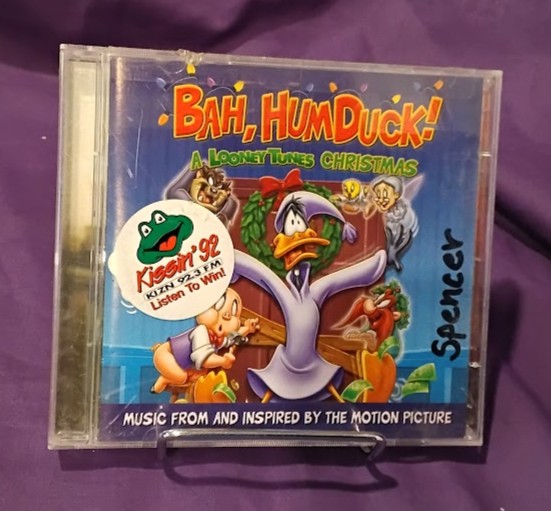 BAH, HUMDUCK!
A LOONEY TUNES CHRISTMAS
Kissin' 92
KIZN 92.3 FM
Listen To Win!
Spencer
MUSIC FROM AND INSPIRED BY THE MOTION PICTURE